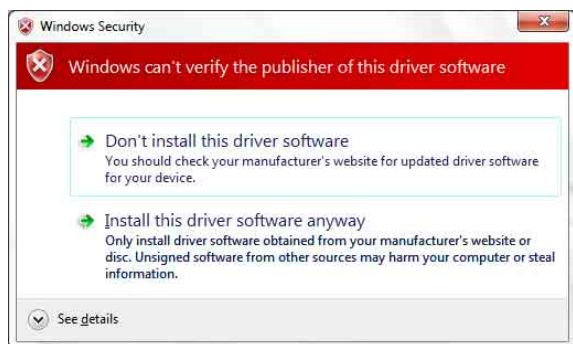 Windows Security
Windows can't verify the publisher of this driver software
Don't install this driver software
You should check your manufacturer's website for updated driver software
for your device.
Install this driver software anyway
Only install driver software obtained from your manufacturer's website or
disc. Unsigned software from other sources may harm your computer or steal
information.
See details